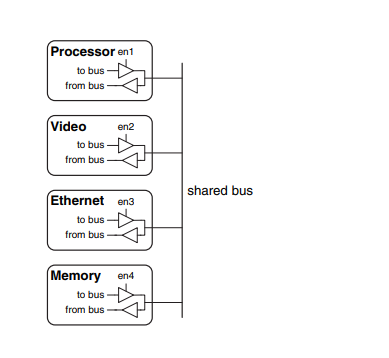 Processor en1
to bus
from bus
Video en2
to bus
from bus
shared bus
Ethernet en3
to bus
from bus
Memory en4
to bus
from bus